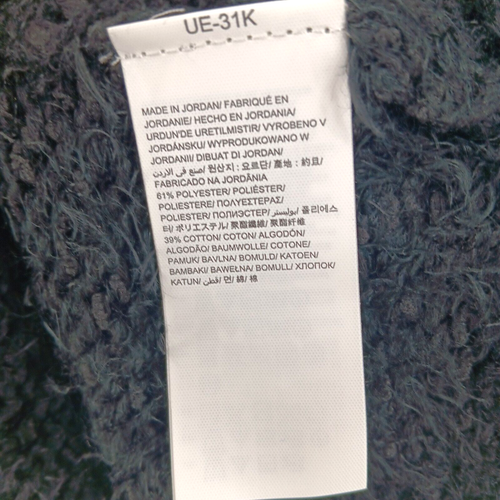 UE-31K
MADE IN JORDAN/ FABRIQUÉ EN
JORDANIE/ HECHO EN JORDANIA/
URDUN'DE ÜRETILMISTIR/ VYROBENO V
JORDÁNSKU/ WYPRODUKOWANO W
JORDANII/ DIBUAT DI JORDAN/
صنع في الاردن/ 원산지 : 요르단/ 產地 : 約旦/
FABRICADO NA JORDÂNIA
61% POLYESTER/ POLIÉSTER/
POLIESTERE/ ΠΟΛΥΕΣΤΕΡΑΣ/
POLIESTER/ ПОЛИЭСТЕР/ بوليستر/ 폴리에스
터/ ポリエステル/ 聚酯纖維/ 聚酯纤维
39% COTTON/ COTON/ ALGODÓN/
ALGODÃO/ BAUMWOLLE/ COTONE/
PAMUK/ BAVLNA/ BOMULD/ KATOEN/
BAMBAKI/ BAWEŁNA/ BOMULL/ ХЛОПОК/
KATUN/ قطن/ 면/ 綿/ 棉